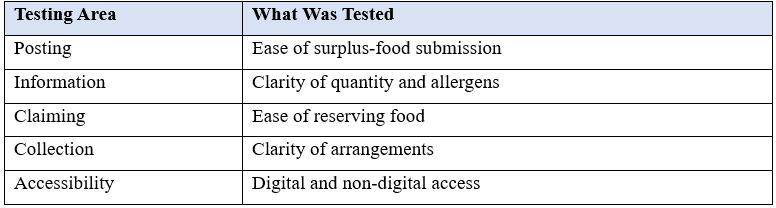 Testing Area What Was Tested
Posting Ease of surplus-food submission
Information Clarity of quantity and allergens
Claiming Ease of reserving food
Collection Clarity of arrangements
Accessibility Digital and non-digital access